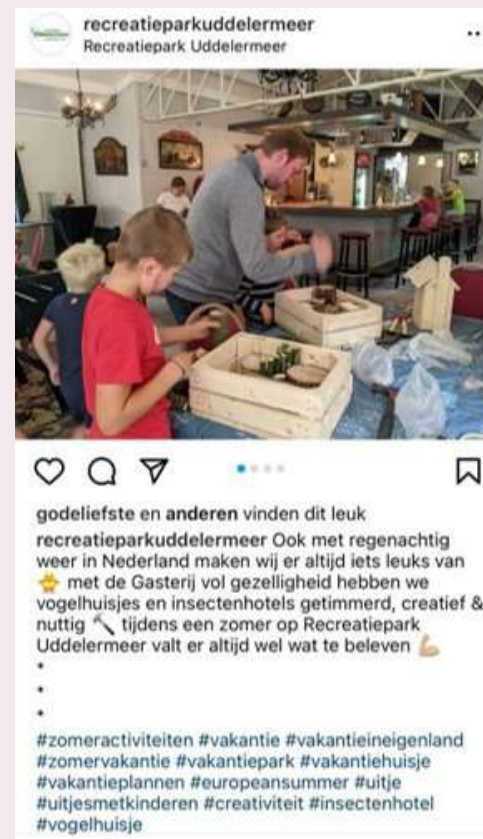 recreatieparkuddelermeer
Recreatiepark Uddelermeer
godeliefste en anderen vinden dit leuk
recreatieparkuddelermeer Ook met regenachtig
weer in Nederland maken wij er altijd iets leuks van
🌞 met de Gasterij vol gezelligheid hebben we
vogelhuisjes en insectenhotels getimmerd, creatief &
nuttig 🔨 tijdens een zomer op Recreatiepark
Uddelermeer valt er altijd wel wat te beleven 💪🏼
•
•
•
#zomeractiviteiten #vakantie #vakantieineigenland
#zomervakantie #vakantiepark #vakantiehuisje
#vakantieplannen #europeansummer #uitje
#uitjesmetkinderen #creativiteit #insectenhotel
#vogelhuisje